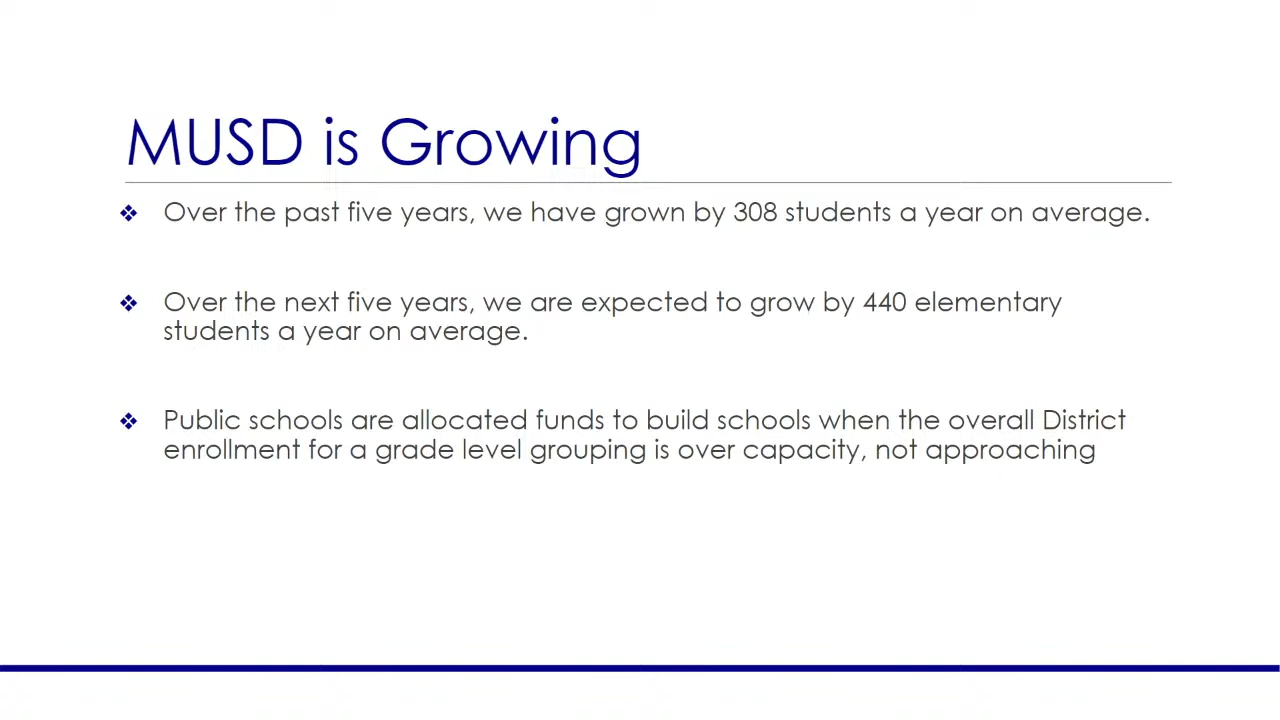 MUSD is Growing
❖ Over the past five years, we have grown by 308 students a year on average.
❖ Over the next five years, we are expected to grow by 440 elementary
students a year on average.
❖ Public schools are allocated funds to build schools when the overall District
enrollment for a grade level grouping is over capacity, not approaching